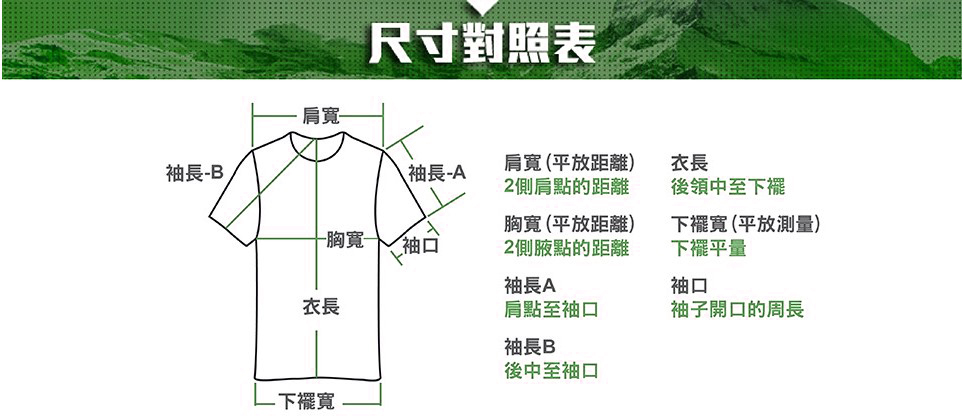 尺寸對照表
肩寬
袖長-B
袖長-A
胸寬
袖口
衣長
下襬寬
肩寬(平放距離)
2側肩點的距離
胸寬(平放距離)
2側腋點的距離
袖長A
肩點至袖口
袖長B
後中至袖口
衣長
後領中至下襬
下襬寬(平放測量)
下襬平量
袖口
袖子開口的周長